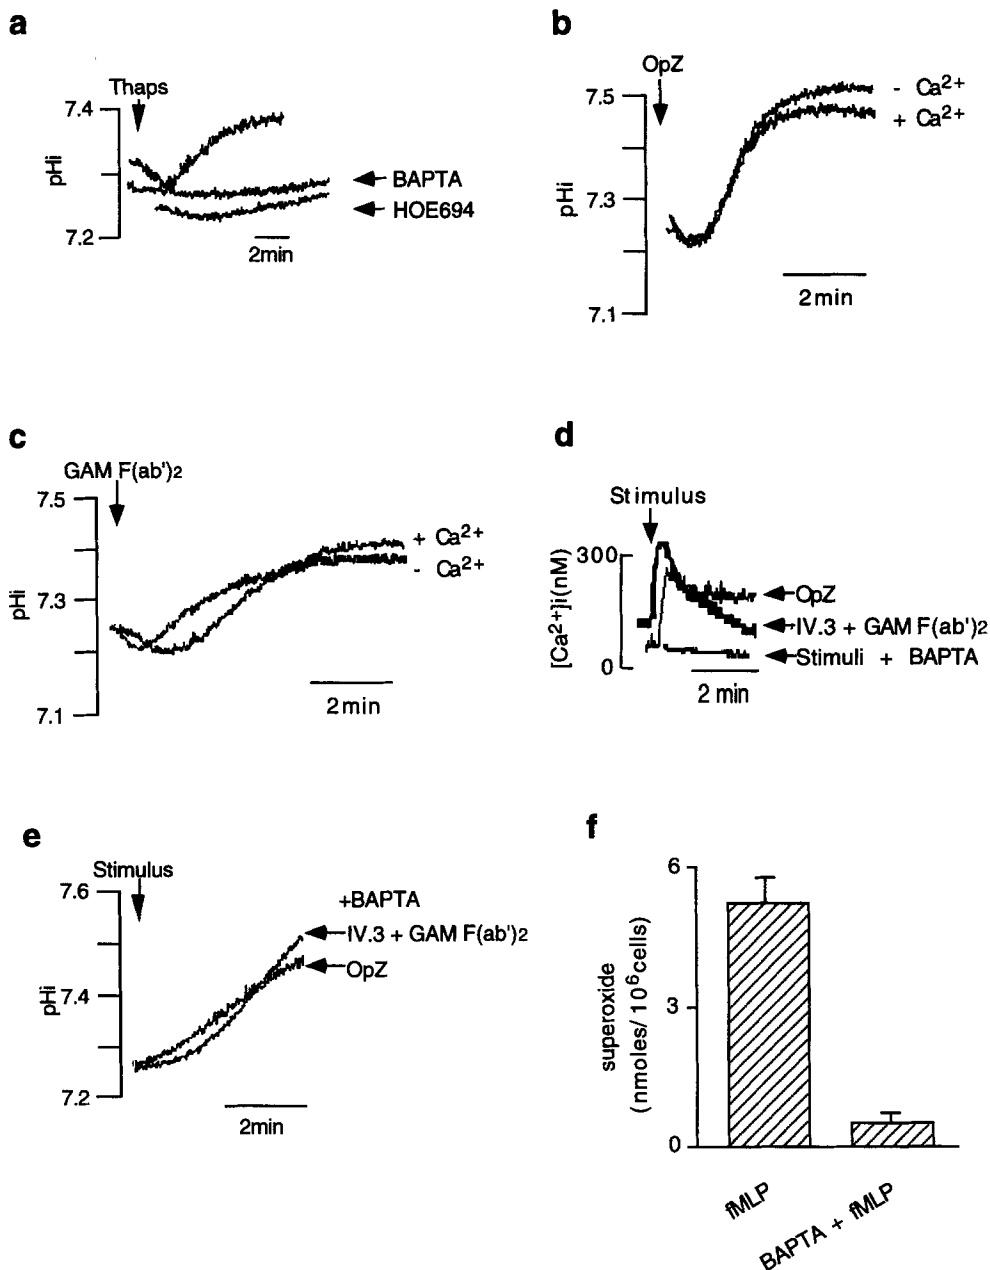 a
Thaps
7.4
pHi
7.2
BAPTA
HOE694
2min
b
OpZ
7.5
7.3
7.1
pHi
- Ca2+
+ Ca2+
2min
c
GAM F(ab')2
7.5
7.3
7.1
pHi
+ Ca2+
- Ca2+
2min
d
Stimulus
300
0
[Ca2+]i(nM)
OpZ
IV.3 + GAM F(ab')2
Stimuli + BAPTA
2 min
e
Stimulus
7.6
7.4
7.2
pHi
+BAPTA
IV.3 + GAM F(ab')2
OpZ
2min
f
6
3
0
superoxide
(nmoles/10⁶cells)
fMLP
BAPTA + fMLP